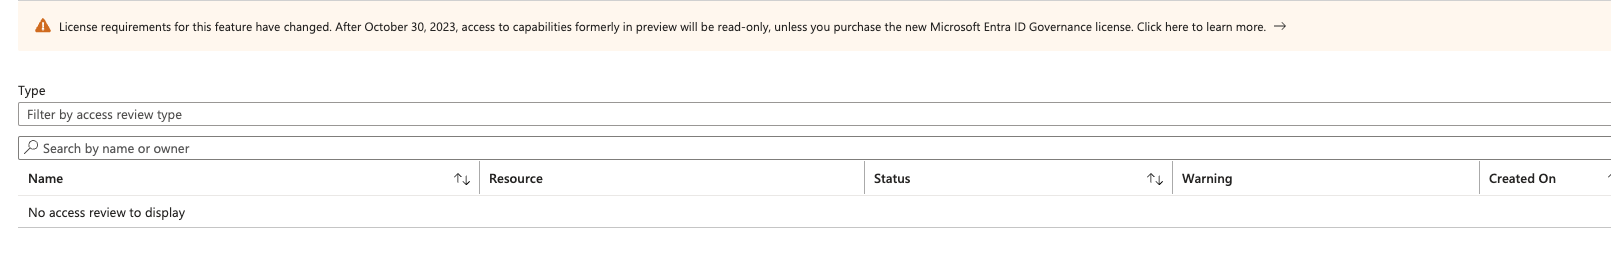 License requirements for this feature have changed. After October 30, 2023, access to capabilities formerly in preview will be read-only, unless you purchase the new Microsoft Entra ID Governance license. Click here to learn more. →
Type
Filter by access review type
Search by name or owner
Name ↑↓ Resource Status ↑↓ Warning Created On
No access review to display